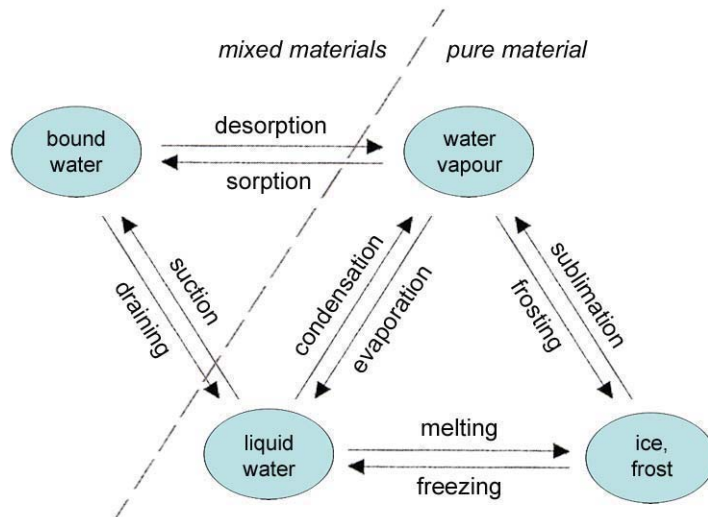 mixed materials
pure material
bound
water
desorption
sorption
water
vapour
suction
draining
condensation
evaporation
sublimation
frosting
liquid
water
melting
freezing
ice,
frost